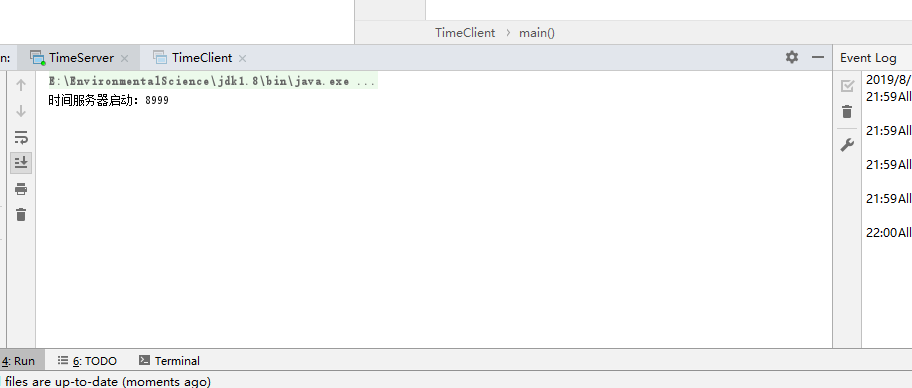 TimeClient › main()
n: TimeServer × TimeClient ×
Event Log
E:\EnvironmentalScience\jdk1.8\bin\java.exe ...
时间服务器启动：8999
2019/8/
21:59All
21:59All
21:59All
21:59All
22:00All
4: Run 6: TODO Terminal
files are up-to-date (moments ago)